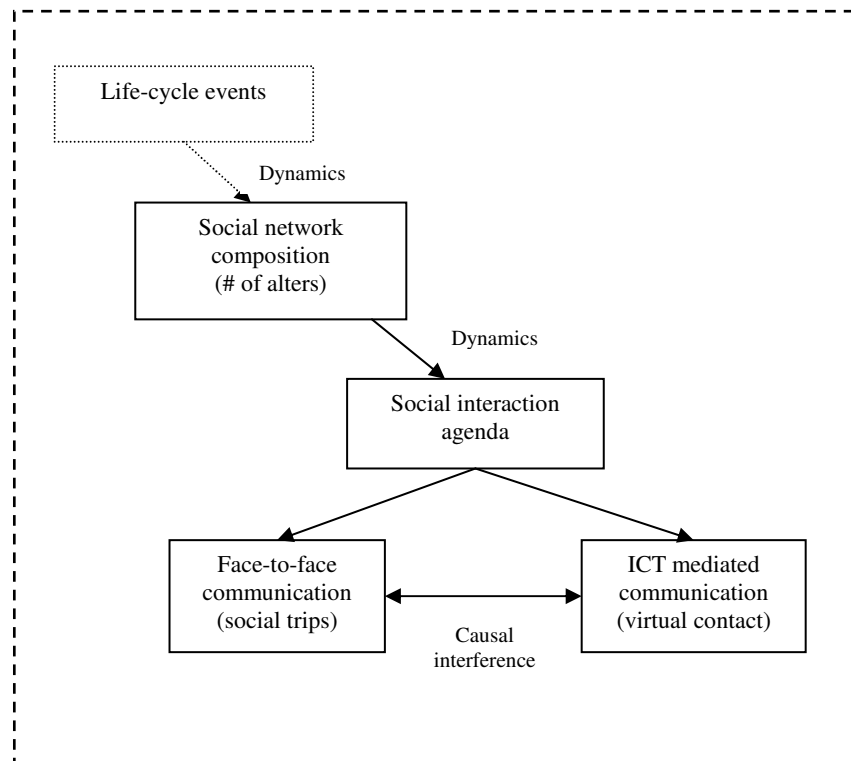 Life-cycle events
Dynamics
Social network
composition
(# of alters)
Dynamics
Social interaction
agenda
Face-to-face
communication
(social trips)
ICT mediated
communication
(virtual contact)
Causal
interference